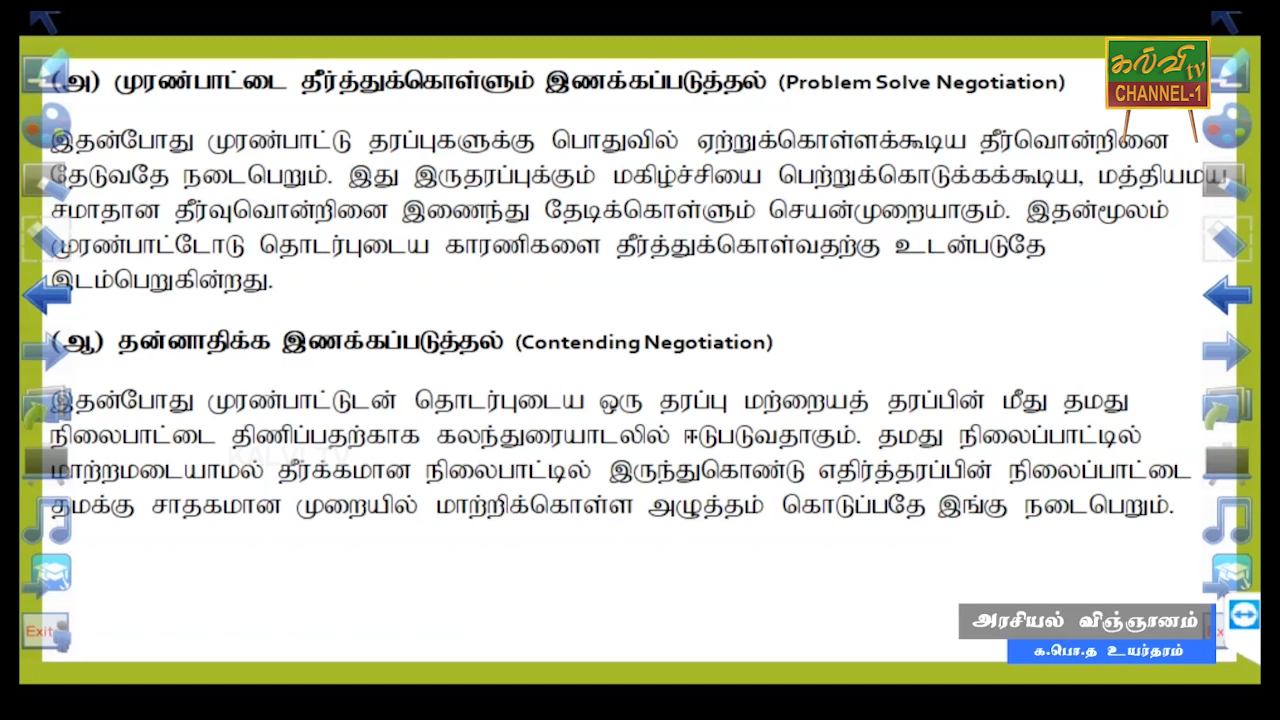 (அ) முரண்பாட்டை தீர்த்துக்கொள்ளும் இணக்கப்படுத்தல் (Problem Solve Negotiation)
இதன்போது முரண்பாட்டு தரப்புகளுக்கு பொதுவில் ஏற்றுக்கொள்ளக்கூடிய தீர்வொன்றினை
தேடுவதே நடைபெறும். இது இருதரப்புக்கும் மகிழ்ச்சியை பெற்றுக்கொடுக்கக்கூடிய, மத்தியமய
சமாதான தீர்வுவொன்றினை இணைந்து தேடிக்கொள்ளும் செயன்முறையாகும். இதன்மூலம்
முரண்பாட்டோடு தொடர்புடைய காரணிகளை தீர்த்துக்கொள்வதற்கு உடன்படுதே
இடம்பெறுகின்றது.
(ஆ) தன்னாதிக்க இணக்கப்படுத்தல் (Contending Negotiation)
இதன்போது முரண்பாட்டுடன் தொடர்புடைய ஒரு தரப்பு மற்றையத் தரப்பின் மீது தமது
நிலைபாட்டை திணிப்பதற்காக கலந்துரையாடலில் ஈடுபடுவதாகும். தமது நிலைப்பாட்டில்
மாற்றமடையாமல் தீர்க்கமான நிலைபாட்டில் இருந்துகொண்டு எதிர்த்தரப்பின் நிலைப்பாட்டை
தமக்கு சாதகமான முறையில் மாற்றிக்கொள்ள அழுத்தம் கொடுப்பதே இங்கு நடைபெறும்.
கல்வி tv
CHANNEL-1
KALVI TV
Exit
அரசியல் விஞ்ஞானம்
க.பொ.த உயர்தரம்